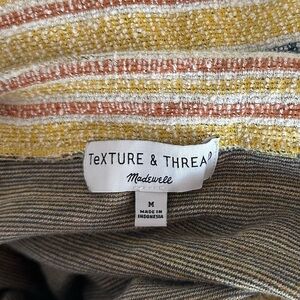 TeXTURE & THREAD
Madewell
M
MADE IN
INDONESIA